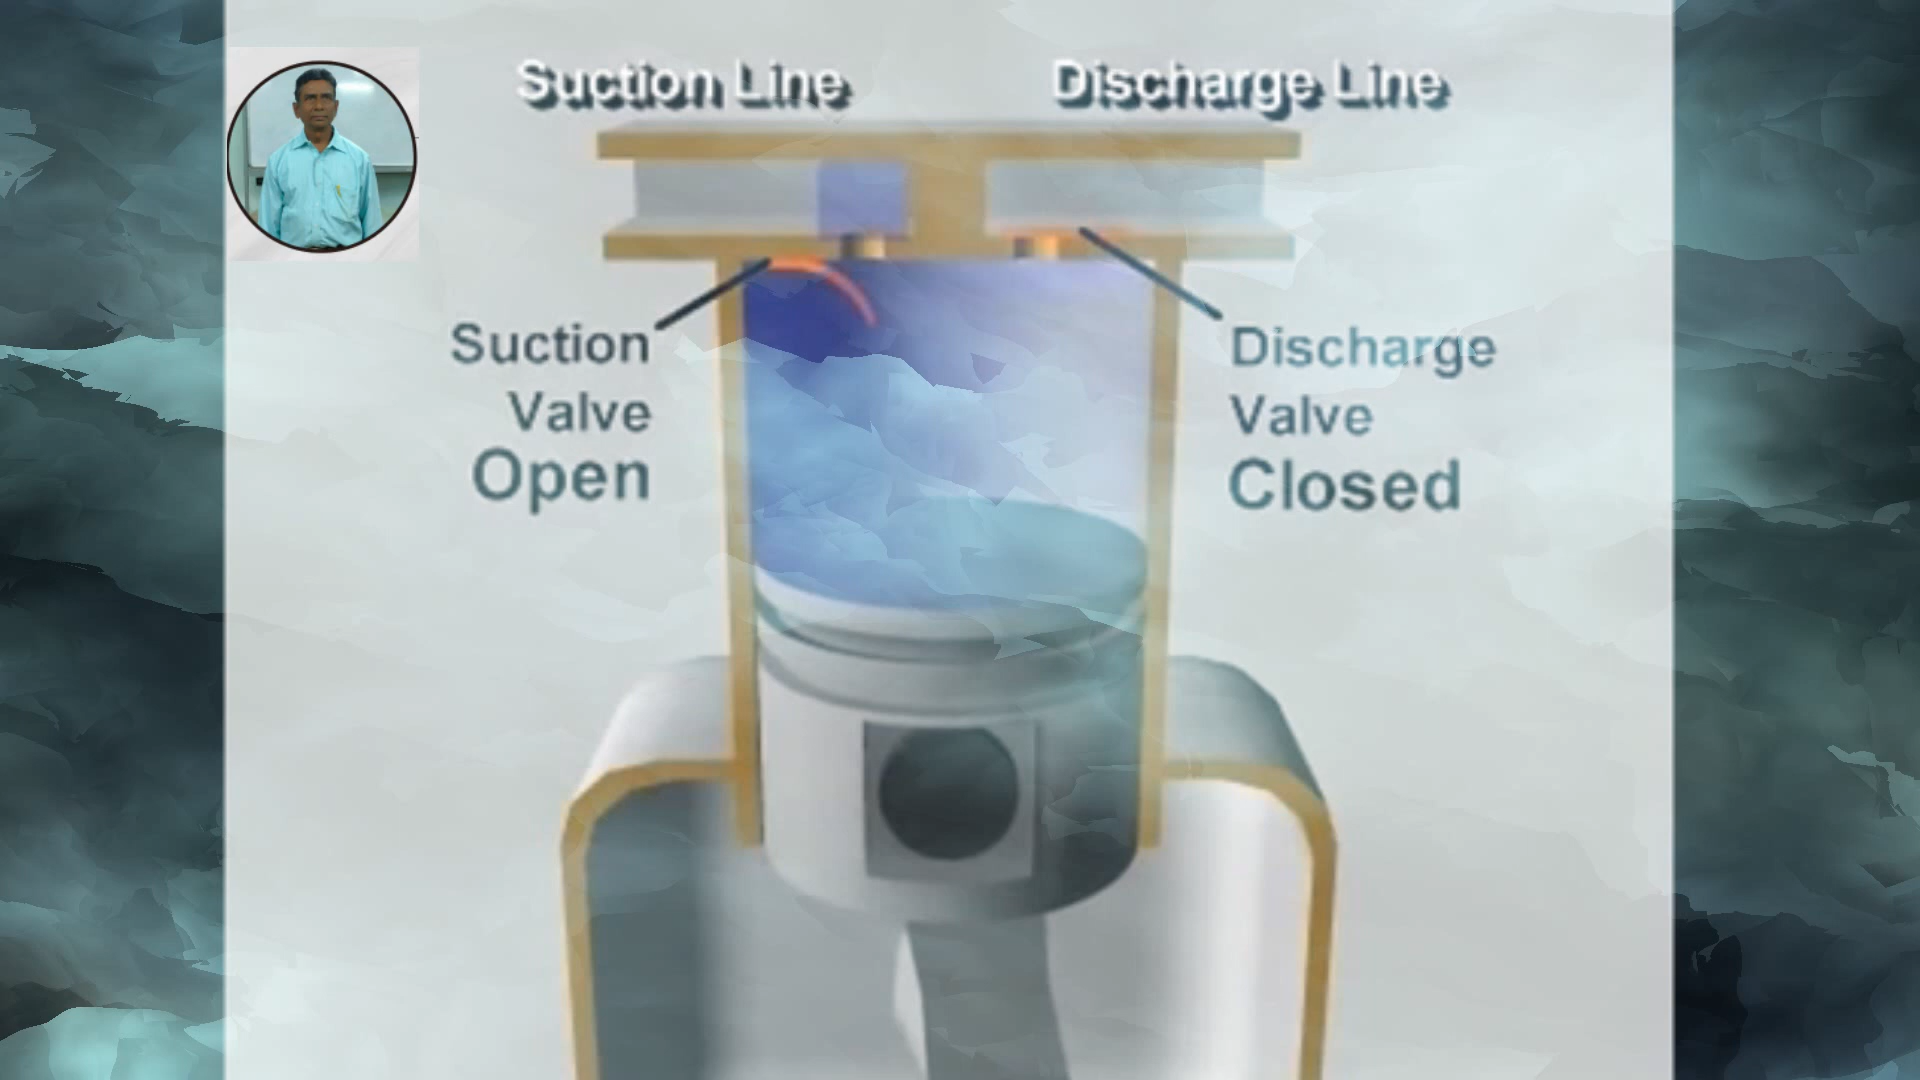 Suction Line
Discharge Line
Suction
Valve
Open
Discharge
Valve
Closed